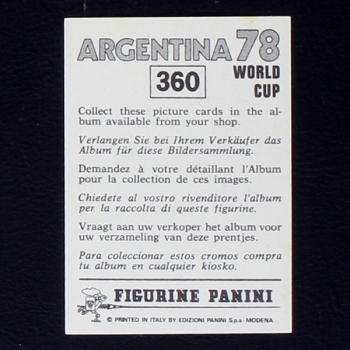 ARGENTINA 78
360 WORLD
CUP
Collect these picture cards in the al-
bum available from your shop.
Verlangen Sie bei Ihrem Verkäufer das
Album für diese Bildersammlung.
Demandez à votre détaillant l'Album
pour la collection de ces images.
Chiedete al vostro rivenditore l'album
per la raccolta di queste figurine.
Vraagt aan uw verkoper het album voor
uw verzameling van deze prentjes.
Para coleccionar estos cromos compra
tu album en cualquier kiosko.
FIGURINE PANINI
© PRINTED IN ITALY BY EDIZIONI PANINI S.p.a - MODENA